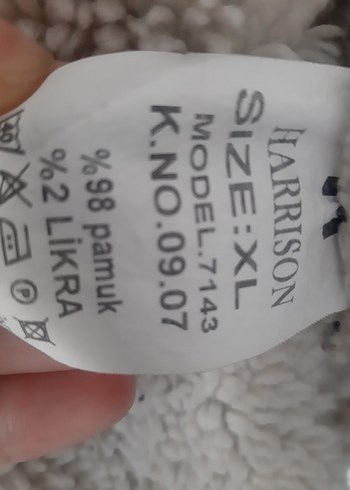 HARRISON
SIZE:XL
MODEL.7143
K.NO.09.07
%98 pamuk
%2 LİKRA
P